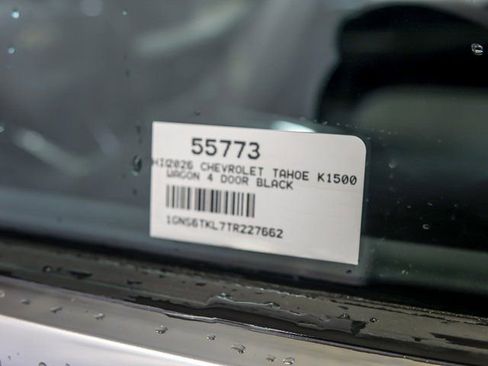 55773
HI2026 CHEVROLET TAHOE K1500
WAGON 4 DOOR BLACK
1GNS6TKL7TR227662